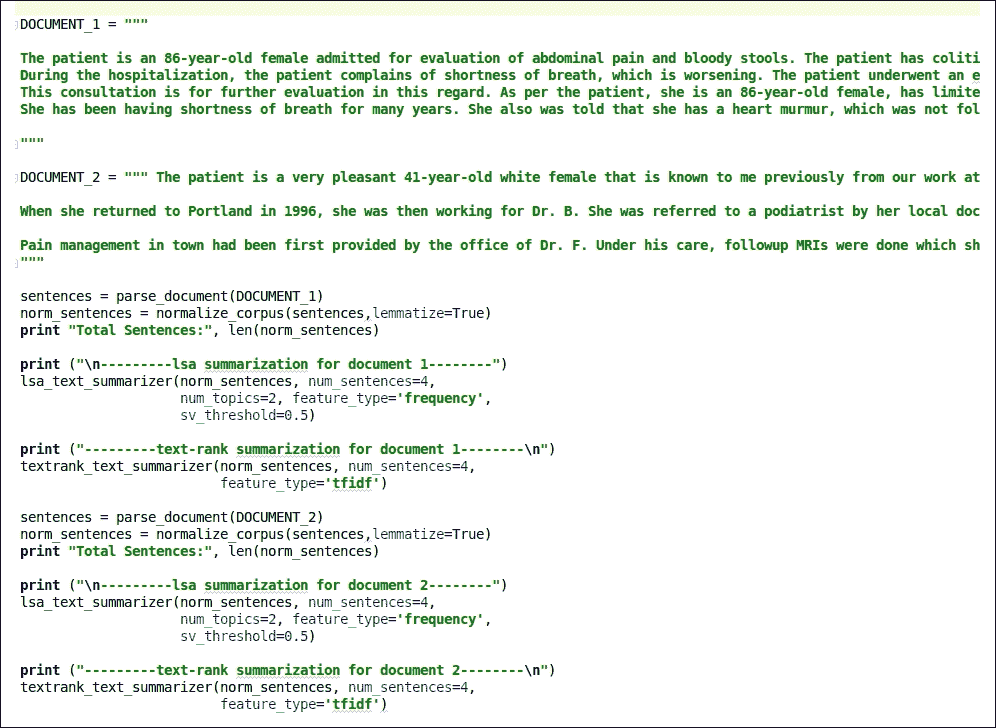 DOCUMENT_1 = """
The patient is an 86-year-old female admitted for evaluation of abdominal pain and bloody stools. The patient has coliti
During the hospitalization, the patient complains of shortness of breath, which is worsening. The patient underwent an e
This consultation is for further evaluation in this regard. As per the patient, she is an 86-year-old female, has limite
She has been having shortness of breath for many years. She also was told that she has a heart murmur, which was not fol
"""
DOCUMENT_2 = """ The patient is a very pleasant 41-year-old white female that is known to me previously from our work at
When she returned to Portland in 1996, she was then working for Dr. B. She was referred to a podiatrist by her local doc
Pain management in town had been first provided by the office of Dr. F. Under his care, followup MRIs were done which sh
"""
sentences = parse_document(DOCUMENT_1)
norm_sentences = normalize_corpus(sentences,lemmatize=True)
print "Total Sentences:", len(norm_sentences)
print ("\n---------lsa summarization for document 1--------")
lsa_text_summarizer(norm_sentences, num_sentences=4,
num_topics=2, feature_type='frequency',
sv_threshold=0.5)
print ("---------text-rank summarization for document 1--------\n")
textrank_text_summarizer(norm_sentences, num_sentences=4,
feature_type='tfidf')
sentences = parse_document(DOCUMENT_2)
norm_sentences = normalize_corpus(sentences,lemmatize=True)
print "Total Sentences:", len(norm_sentences)
print ("\n---------lsa summarization for document 2--------")
lsa_text_summarizer(norm_sentences, num_sentences=4,
num_topics=2, feature_type='frequency',
sv_threshold=0.5)
print ("---------text-rank summarization for document 2--------\n")
textrank_text_summarizer(norm_sentences, num_sentences=4,
feature_type='tfidf')